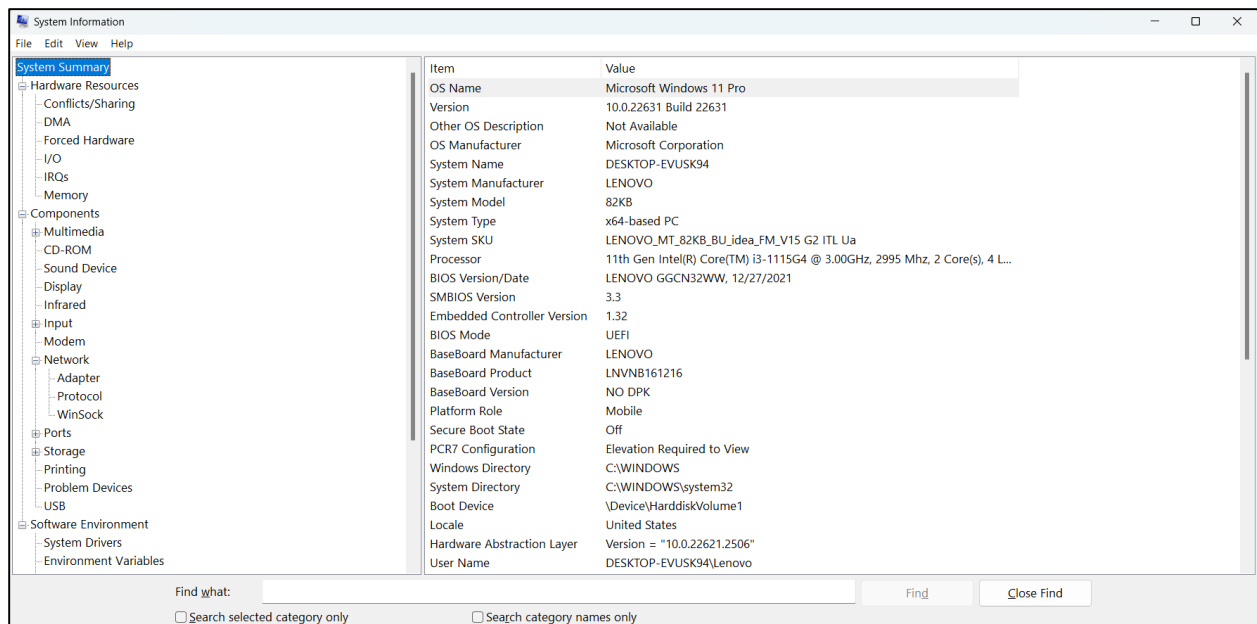 System Information
File Edit View Help
System Summary
Hardware Resources
Conflicts/Sharing
DMA
Forced Hardware
I/O
IRQs
Memory
Components
Multimedia
CD-ROM
Sound Device
Display
Infrared
Input
Modem
Network
Adapter
Protocol
WinSock
Ports
Storage
Printing
Problem Devices
USB
Software Environment
System Drivers
Environment Variables
Item Value
OS Name Microsoft Windows 11 Pro
Version 10.0.22631 Build 22631
Other OS Description Not Available
OS Manufacturer Microsoft Corporation
System Name DESKTOP-EVUSK94
System Manufacturer LENOVO
System Model 82KB
System Type x64-based PC
System SKU LENOVO_MT_82KB_BU_idea_FM_V15 G2 ITL Ua
Processor 11th Gen Intel(R) Core(TM) i3-1115G4 @ 3.00GHz, 2995 Mhz, 2 Core(s), 4 L...
BIOS Version/Date LENOVO GGCN32WW, 12/27/2021
SMBIOS Version 3.3
Embedded Controller Version 1.32
BIOS Mode UEFI
BaseBoard Manufacturer LENOVO
BaseBoard Product LNVNB161216
BaseBoard Version NO DPK
Platform Role Mobile
Secure Boot State Off
PCR7 Configuration Elevation Required to View
Windows Directory C:\WINDOWS
System Directory C:\WINDOWS\system32
Boot Device \Device\HarddiskVolume1
Locale United States
Hardware Abstraction Layer Version = "10.0.22621.2506"
User Name DESKTOP-EVUSK94\Lenovo
Find what: Find Close Find
Search selected category only Search category names only